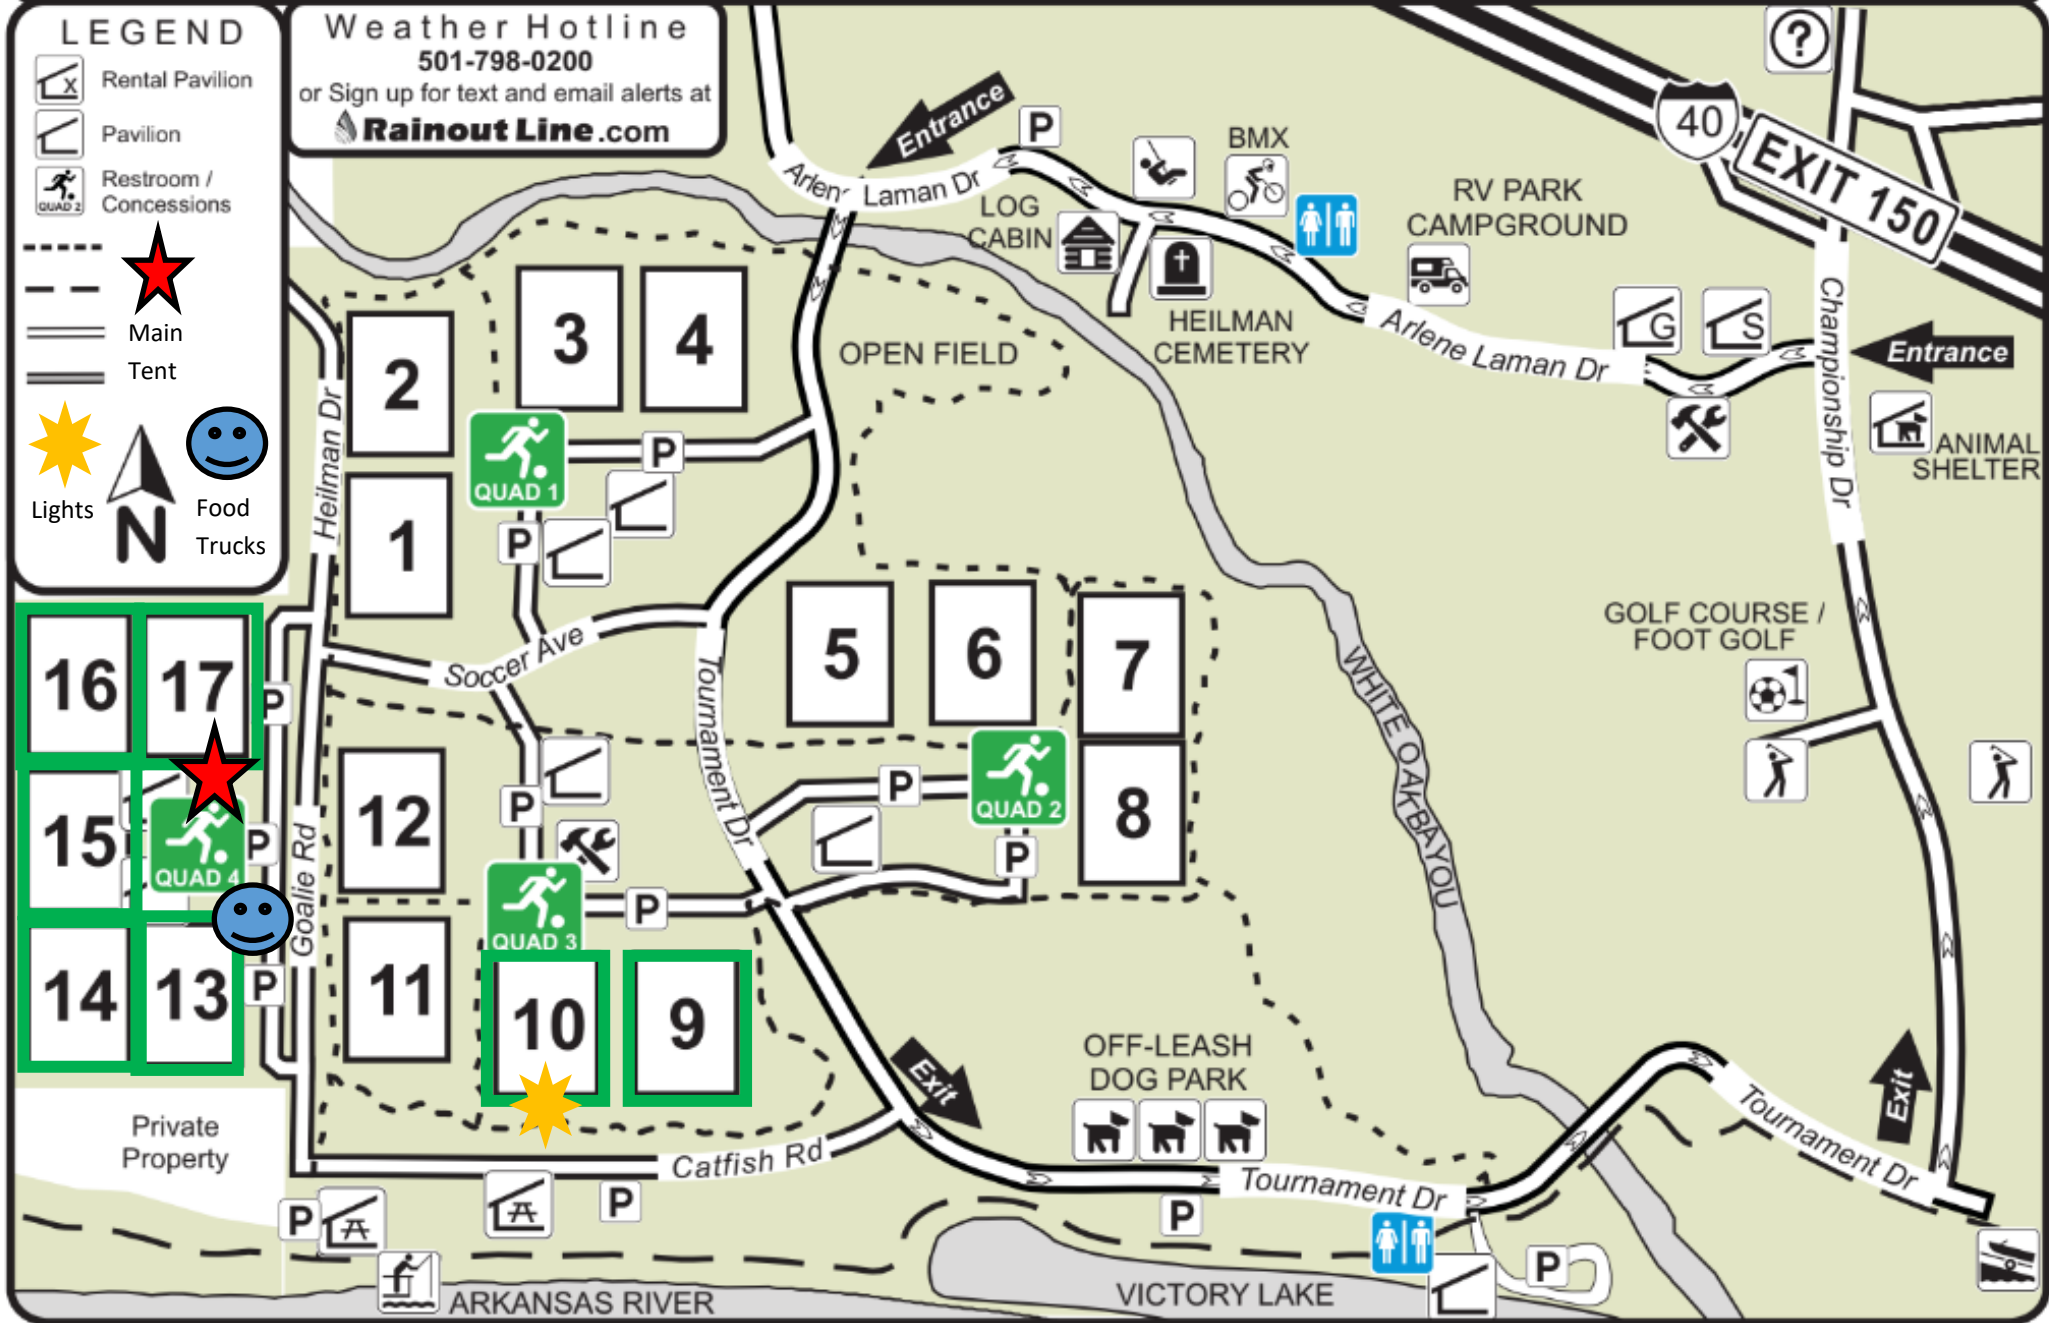 LEGEND
Rental Pavilion
Pavilion
QUAD 2
Restroom /
Concessions
Main
Tent
Lights
N
Food
Trucks
Weather Hotline
501-798-0200
or Sign up for text and email alerts at
Rainout Line.com
Entrance
P
Arlene Laman Dr
BMX
LOG
CABIN
HEILMAN
CEMETERY
RV PARK
CAMPGROUND
?
40
EXIT 150
G
S
Arlene Laman Dr
Entrance
Championship Dr
ANIMAL
SHELTER
OPEN FIELD
3
4
2
1
Heilman Dr
QUAD 1
P
P
Soccer Ave
5
6
7
8
QUAD 2
P
P
Tournament Dr
WHITE OAK BAYOU
GOLF COURSE /
FOOT GOLF
16
17
15
14
13
QUAD 4
P
P
P
Goalie Rd
12
11
P
QUAD 3
P
10
9
Exit
OFF-LEASH
DOG PARK
Exit
Private
Property
Catfish Rd
Tournament Dr
Tournament Dr
P
P
P
P
ARKANSAS RIVER
VICTORY LAKE